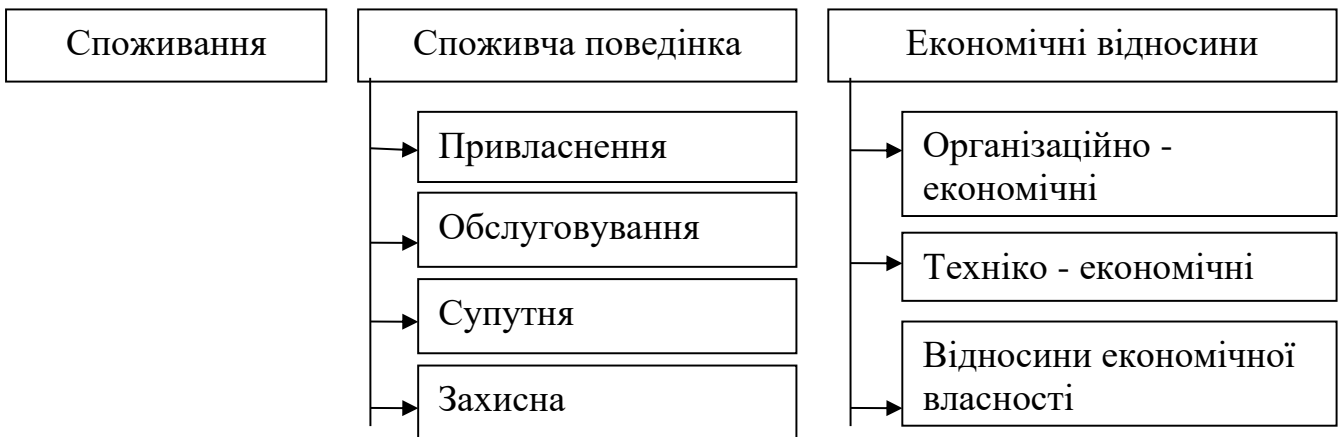 Споживання
Споживча поведінка
Економічні відносини
Привласнення
Обслуговування
Супутня
Захисна
Організаційно -
економічні
Техніко - економічні
Відносини економічної
власності